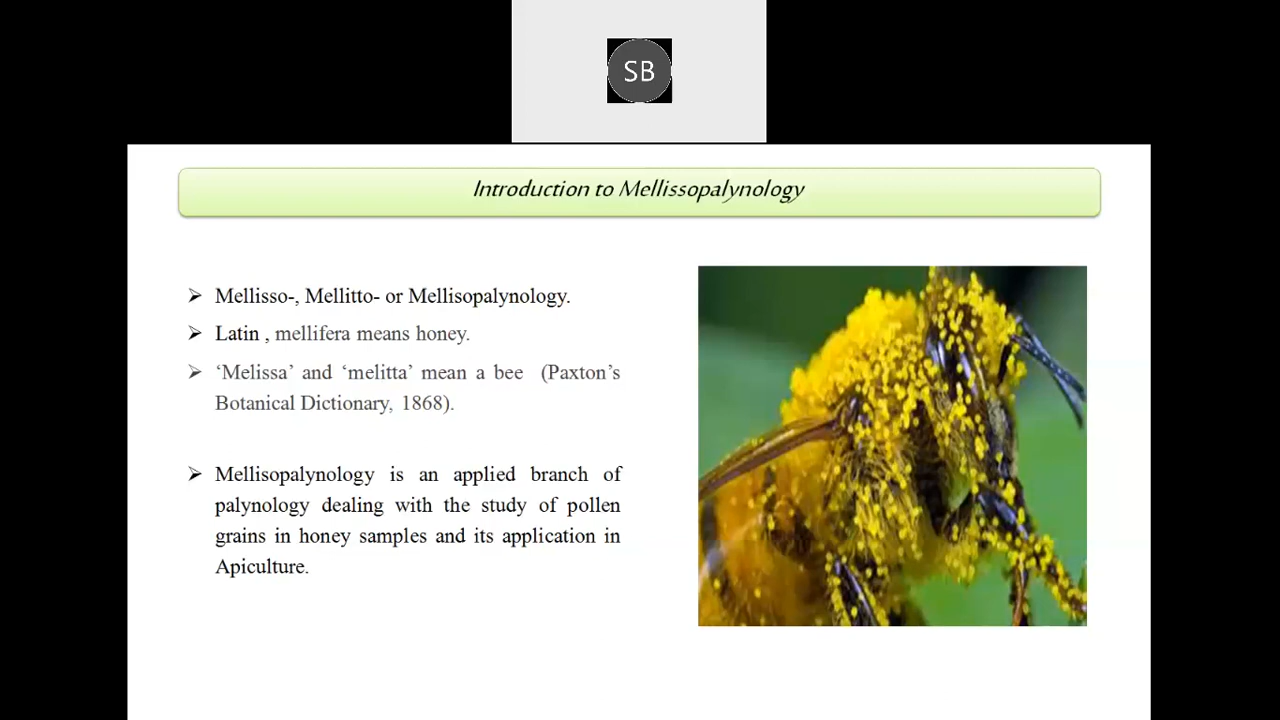 SB
Introduction to Mellissopalynology
➢ Mellisso-, Mellitto- or Mellisopalynology.
➢ Latin , mellifera means honey.
➢ ‘Melissa’ and ‘melitta’ mean a bee (Paxton’s
Botanical Dictionary, 1868).
➢ Mellisopalynology is an applied branch of
palynology dealing with the study of pollen
grains in honey samples and its application in
Apiculture.